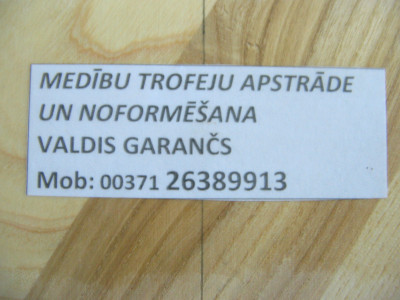 MEDĪBU TROFEJU APSTRĀDE
UN NOFORMĒŠANA
VALDIS GARANČS
Mob: 00371 26389913